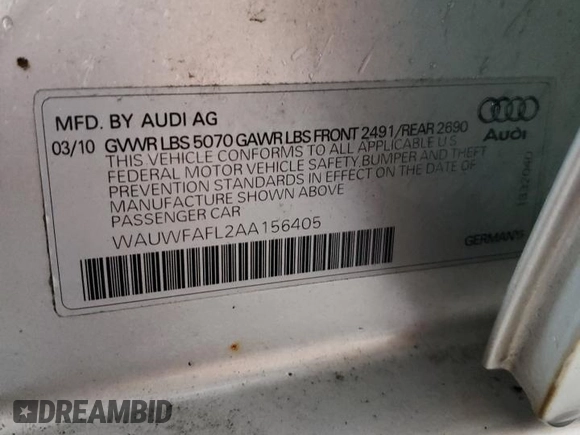 MFD. BY AUDI AG
03/10 GVWR LBS 5070 GAWR LBS FRONT 2491/REAR 2690
THIS VEHICLE CONFORMS TO ALL APPLICABLE U.S.
FEDERAL MOTOR VEHICLE SAFETY, BUMPER AND THEFT
PREVENTION STANDARDS IN EFFECT ON THE DATE OF
MANUFACTURE SHOWN ABOVE
PASSENGER CAR
WAUWFAFL2AA156405
Audi
GERMANY
DREAMBID